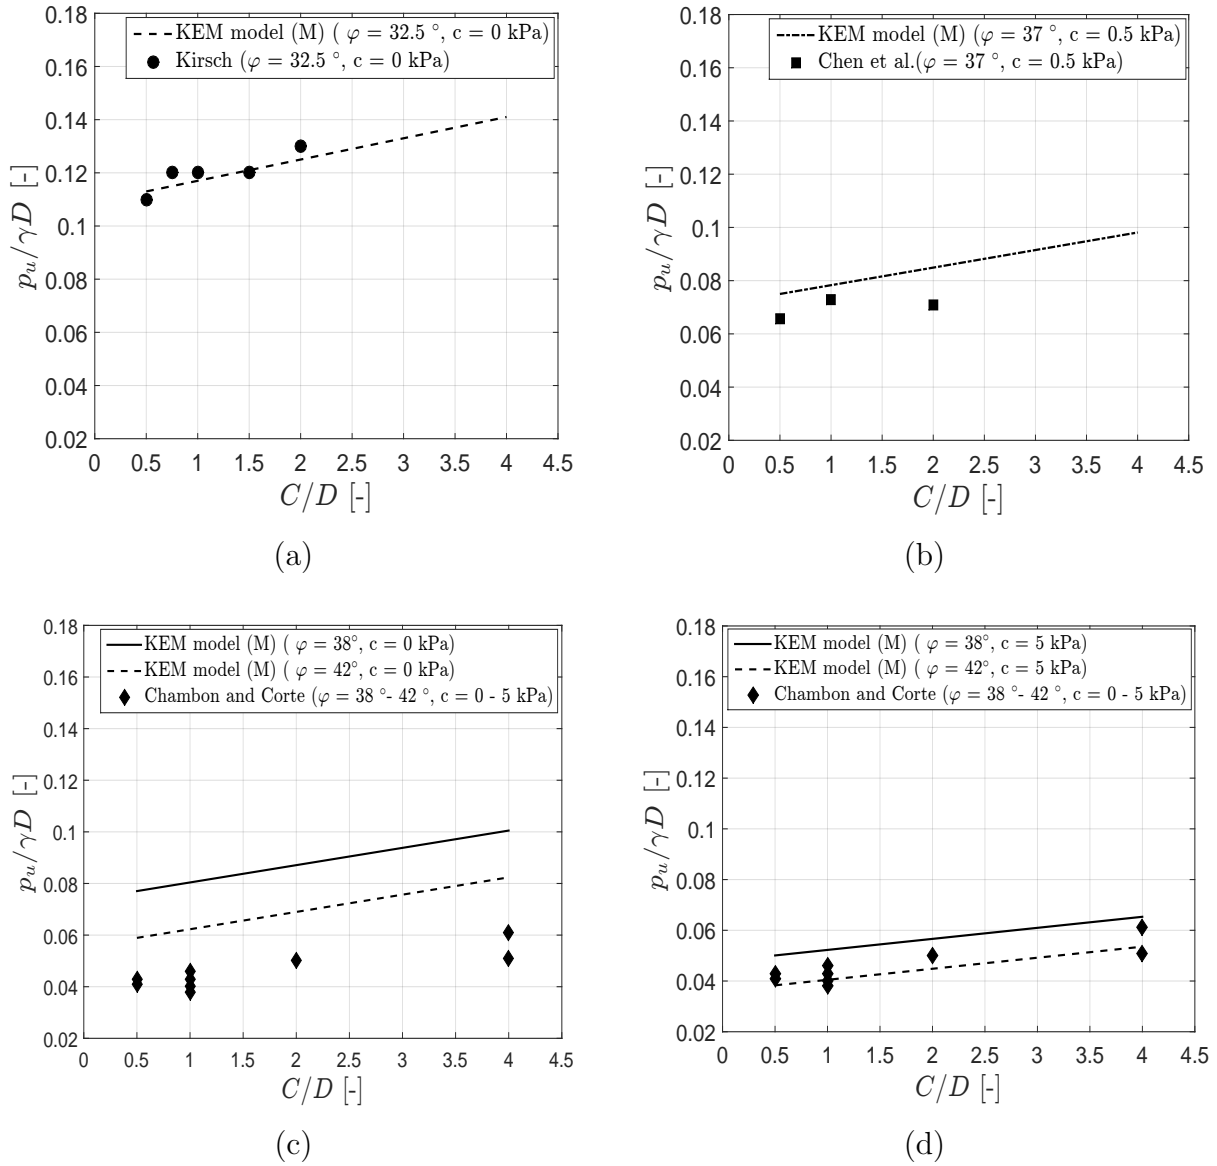 KEM model (M) ( φ = 32.5 °, c = 0 kPa)
Kirsch (φ = 32.5 °, c = 0 kPa)
0.18
0.16
0.14
0.12
0.1
0.08
0.06
0.04
0.02
p_u/γD [-]
0 0.5 1 1.5 2 2.5 3 3.5 4 4.5
C/D [-]
(a)
KEM model (M) (φ = 37 °, c = 0.5 kPa)
Chen et al.(φ = 37 °, c = 0.5 kPa)
0.18
0.16
0.14
0.12
0.1
0.08
0.06
0.04
0.02
p_u/γD [-]
0 0.5 1 1.5 2 2.5 3 3.5 4 4.5
C/D [-]
(b)
KEM model (M) ( φ = 38°, c = 0 kPa)
KEM model (M) ( φ = 42°, c = 0 kPa)
Chambon and Corte (φ = 38 °- 42 °, c = 0 - 5 kPa)
0.18
0.16
0.14
0.12
0.1
0.08
0.06
0.04
0.02
p_u/γD [-]
0 0.5 1 1.5 2 2.5 3 3.5 4 4.5
C/D [-]
(c)
KEM model (M) ( φ = 38°, c = 5 kPa)
KEM model (M) ( φ = 42°, c = 5 kPa)
Chambon and Corte (φ = 38 °- 42 °, c = 0 - 5 kPa)
0.18
0.16
0.14
0.12
0.1
0.08
0.06
0.04
0.02
p_u/γD [-]
0 0.5 1 1.5 2 2.5 3 3.5 4 4.5
C/D [-]
(d)